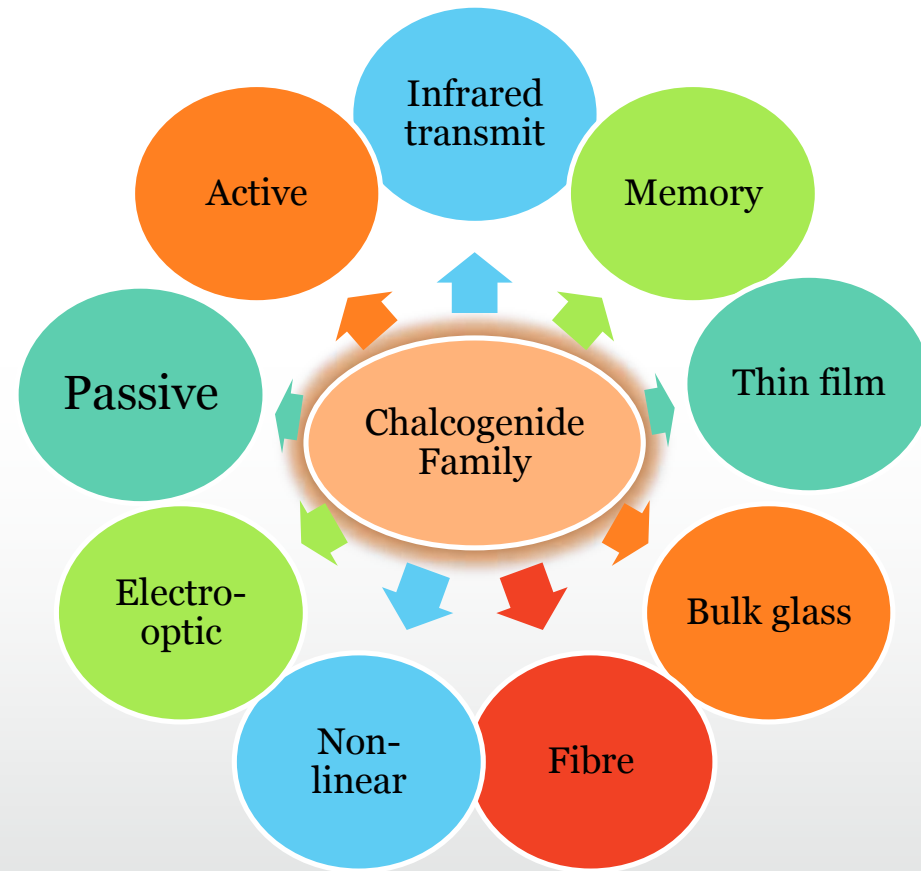 Infrared
transmit
Active
Memory
Passive
Thin film
Chalcogenide
Family
Electro-
optic
Bulk glass
Non-
linear
Fibre